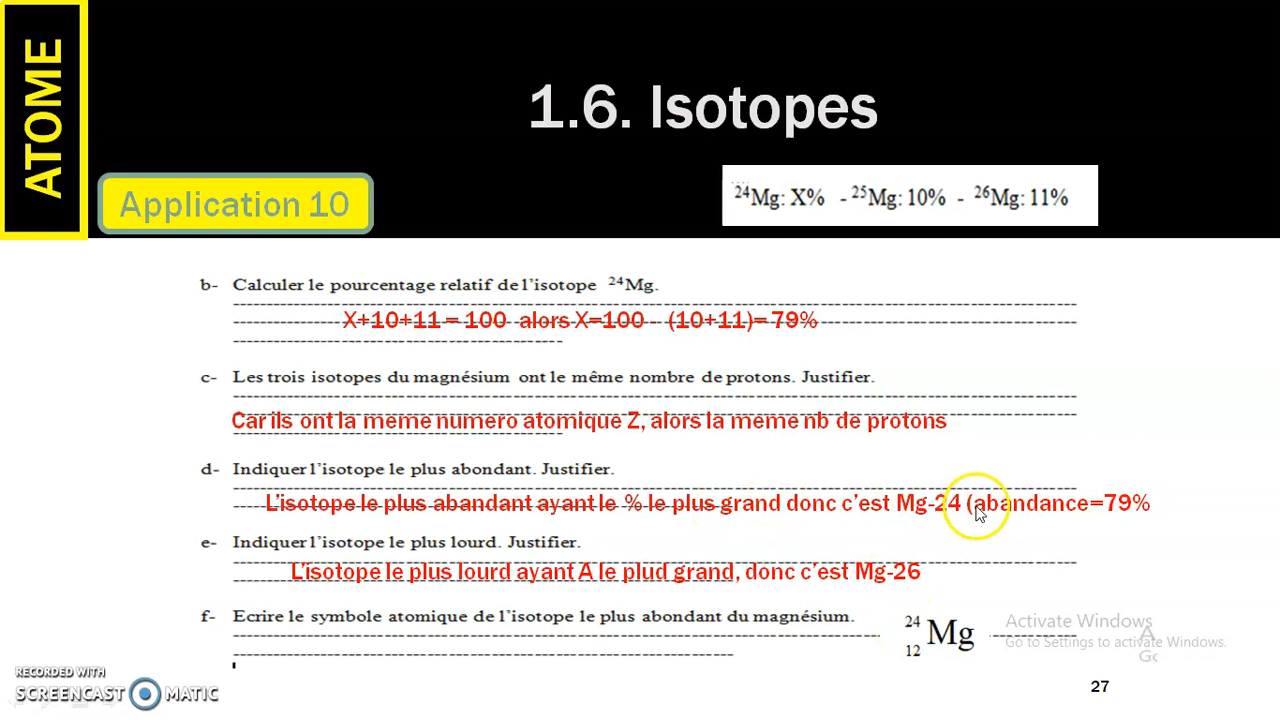 ATOME
1.6. Isotopes
Application 10
²⁴Mg: X% - ²⁵Mg: 10% - ²⁶Mg: 11%
b- Calculer le pourcentage relatif de l'isotope ²⁴Mg.
X+10+11 = 100 alors X=100 - (10+11)= 79%
c- Les trois isotopes du magnésium ont le même nombre de protons. Justifier.
Car ils ont la meme numero atomique Z, alors la meme nb de protons
d- Indiquer l'isotope le plus abondant. Justifier.
L'isotope le plus abandant ayant le % le plus grand donc c'est Mg-24 (abandance=79%
e- Indiquer l'isotope le plus lourd. Justifier.
L'isotope le plus lourd ayant A le plud grand, donc c'est Mg-26
f- Ecrire le symbole atomique de l'isotope le plus abondant du magnésium.
²⁴₁₂Mg
Activate Windows
Go to Settings to activate Windows.
RECORDED WITH
SCREENCAST MATIC
27